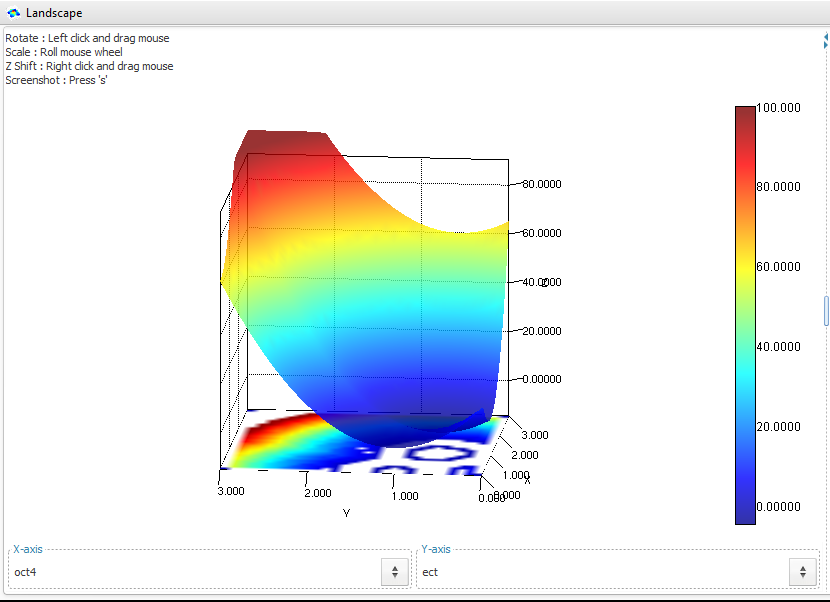 Landscape
Rotate : Left click and drag mouse
Scale : Roll mouse wheel
Z Shift : Right click and drag mouse
Screenshot : Press 's'
100.000
80.0000
60.0000
40.0000
20.0000
0.00000
80.0000
60.0000
40.0000
20.0000
0.00000
3.000
2.000
1.000
0.000
X
3.000
2.000
1.000
0.000
Y
X-axis
oct4
Y-axis
ect